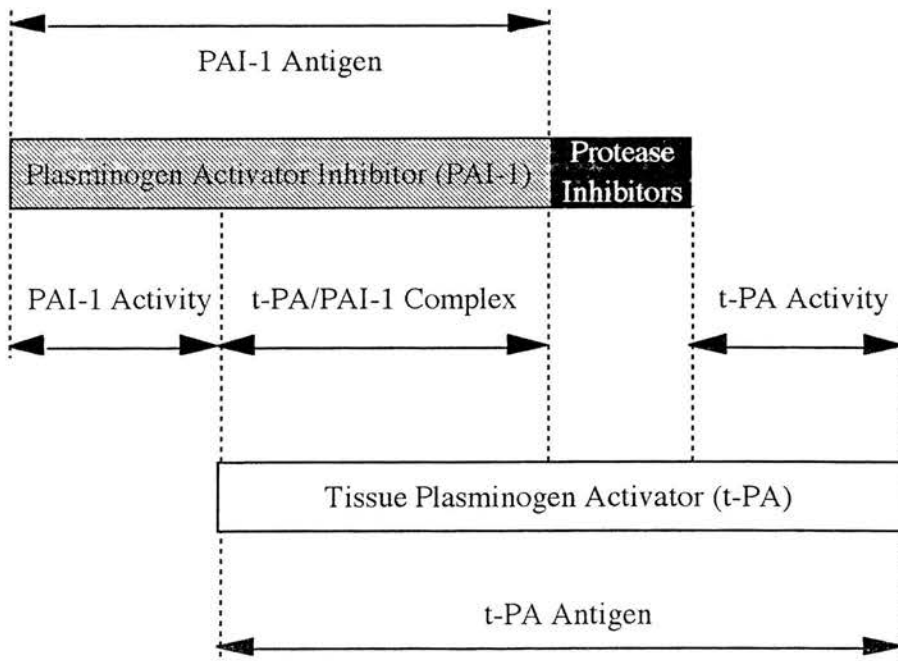 PAI-1 Antigen
Plasminogen Activator Inhibitor (PAI-1)
Protease
Inhibitors
PAI-1 Activity
t-PA/PAI-1 Complex
t-PA Activity
Tissue Plasminogen Activator (t-PA)
t-PA Antigen